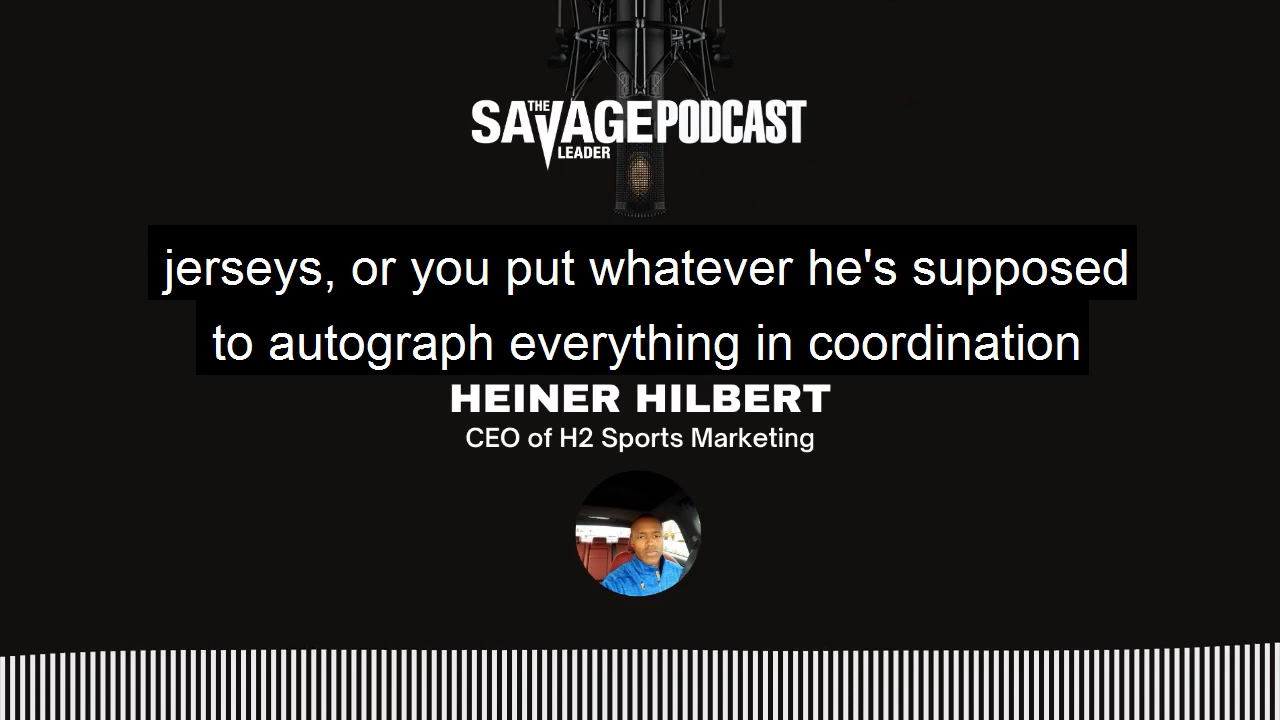 THE SAVAGE PODCAST
LEADER
jerseys, or you put whatever he's supposed
to autograph everything in coordination
HEINER HILBERT
CEO of H2 Sports Marketing